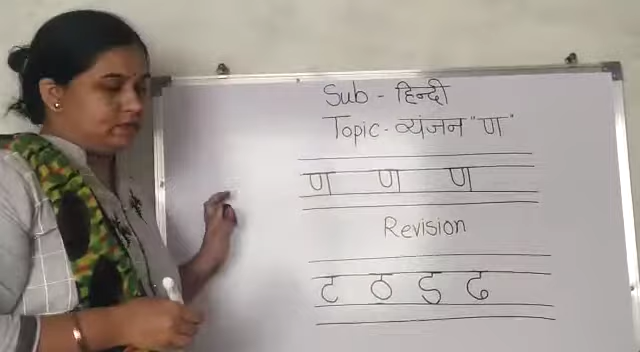 Sub - हिन्दी
Topic - व्यंजन "ण"
ण ण ण
Revision
ट ठ ड ढ